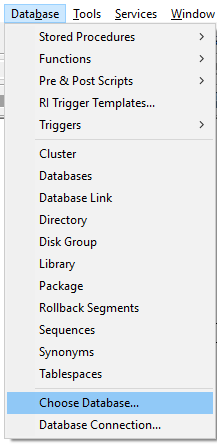 Database Tools Services Window
Stored Procedures
Functions
Pre & Post Scripts
RI Trigger Templates...
Triggers
Cluster
Databases
Database Link
Directory
Disk Group
Library
Package
Rollback Segments
Sequences
Synonyms
Tablespaces
Choose Database...
Database Connection...